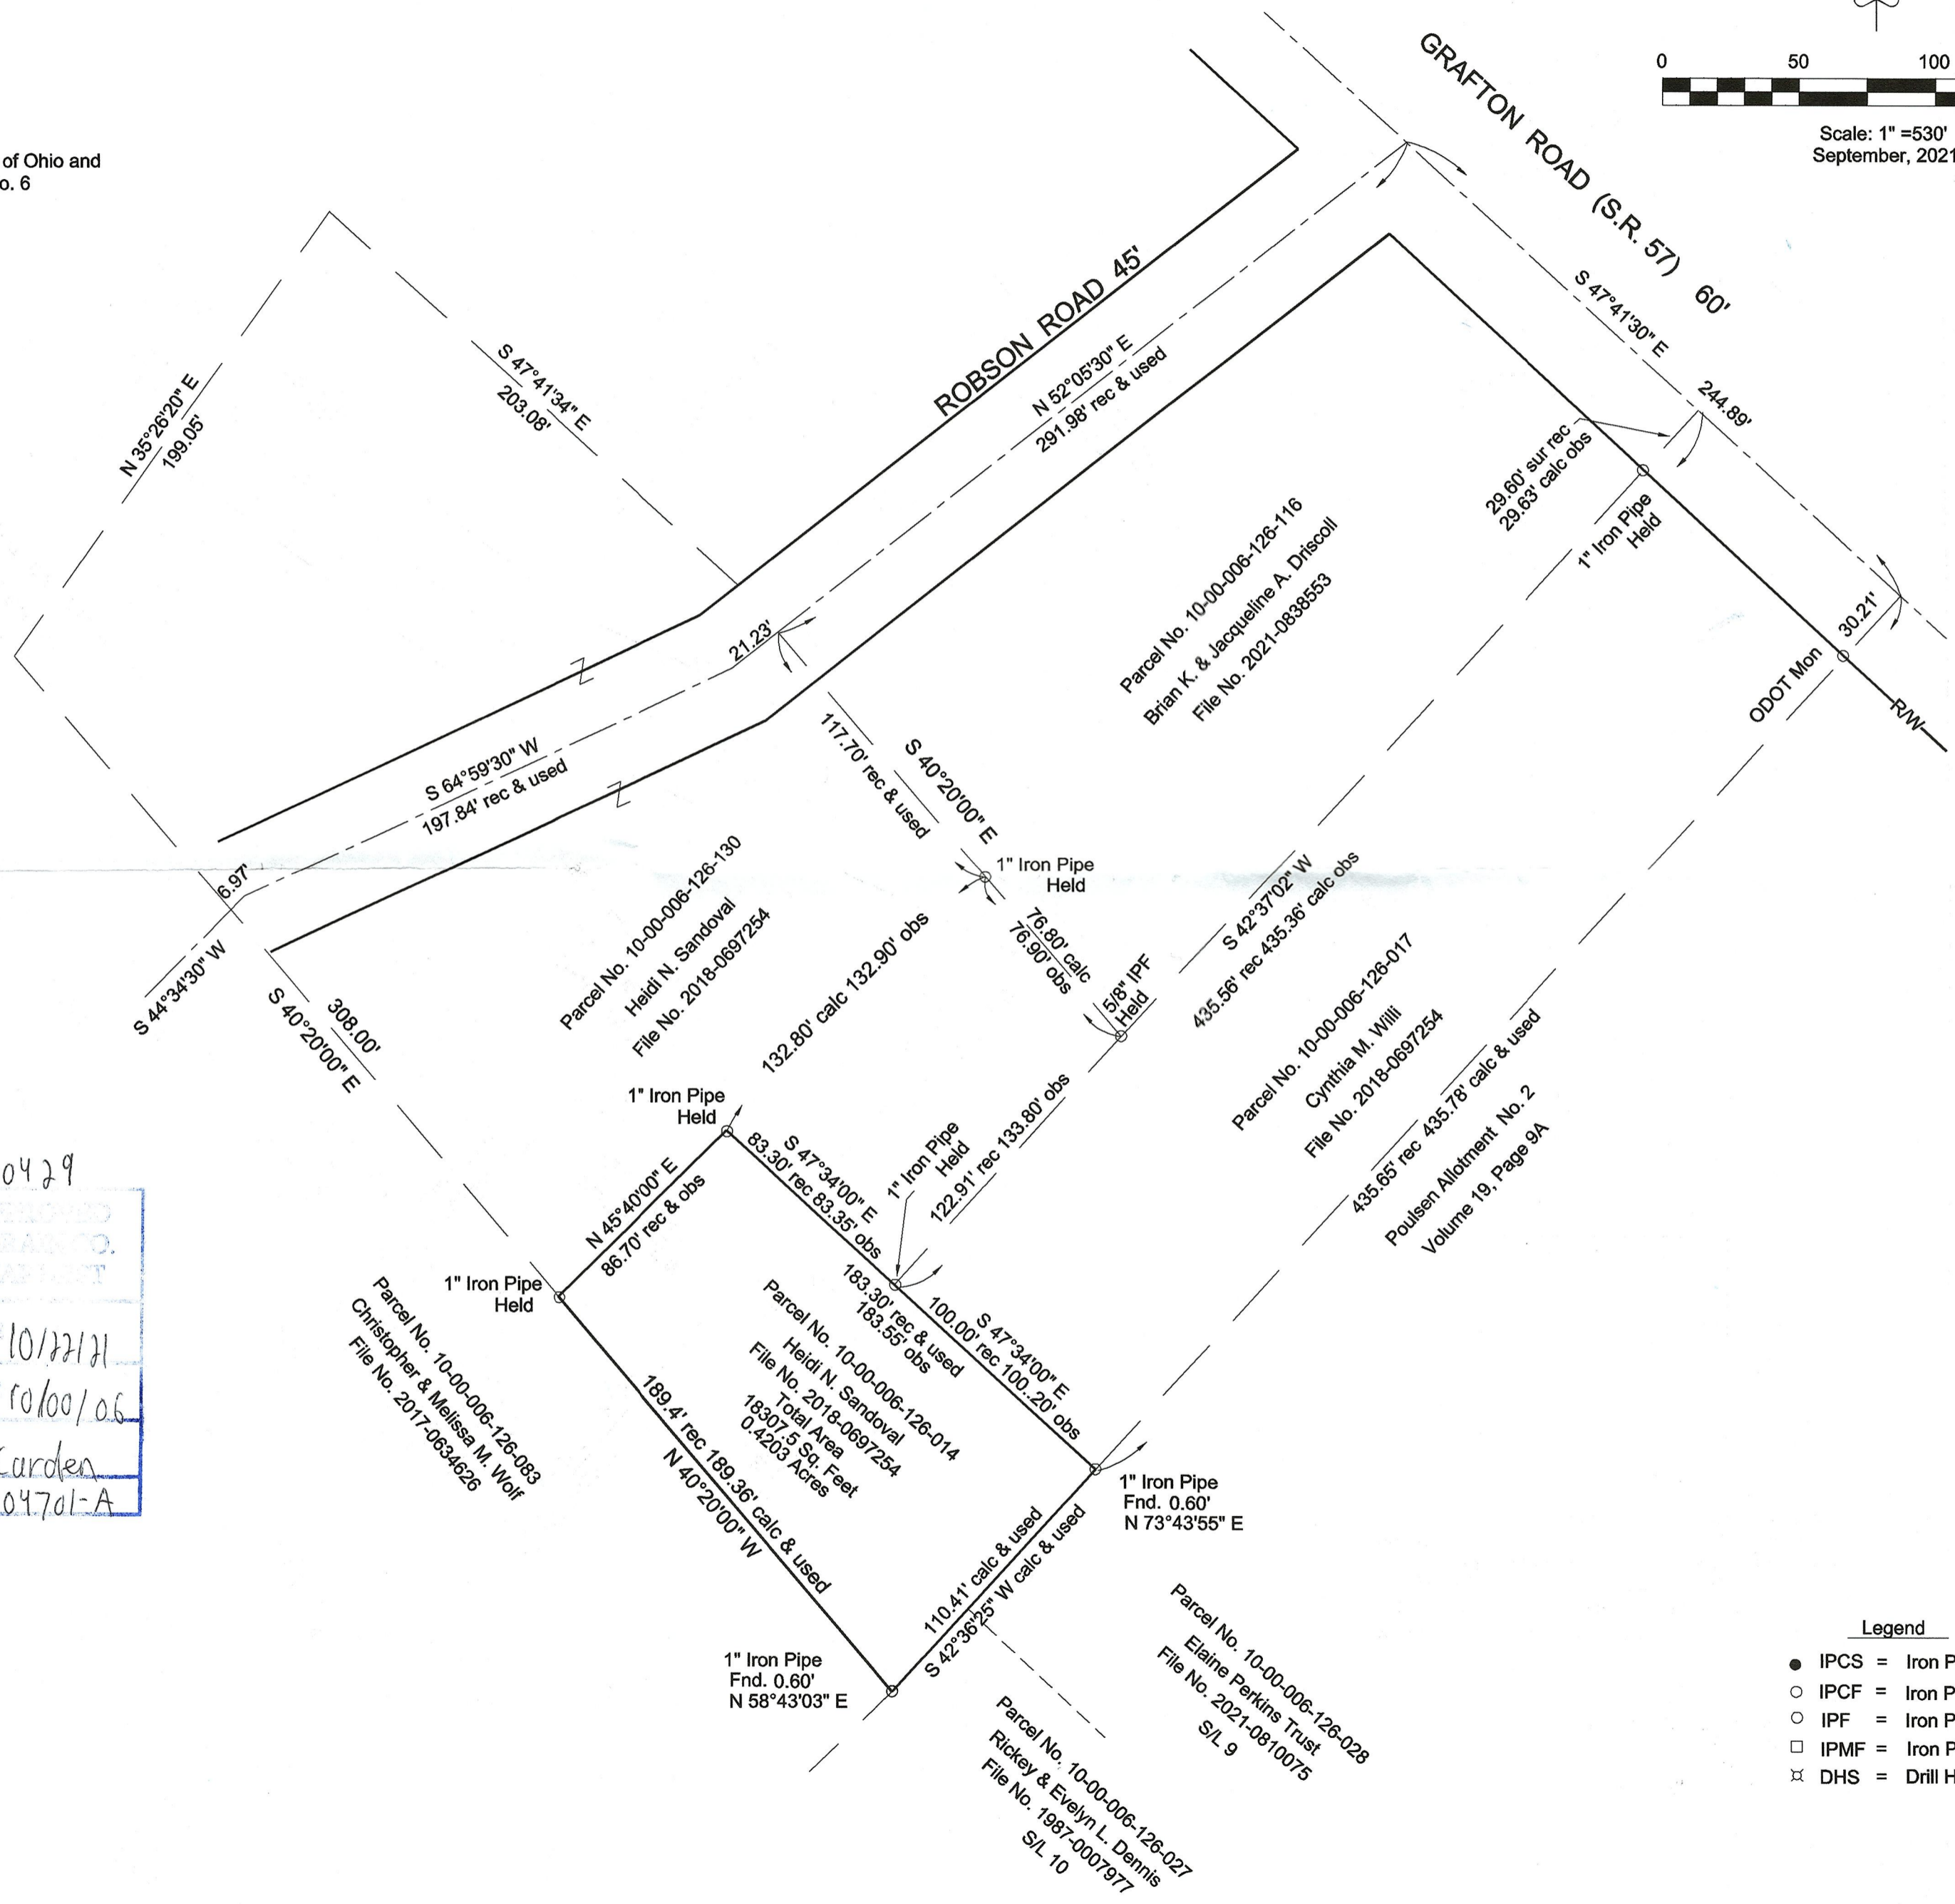 of Ohio and
o. 6
GRAFTON ROAD (S.R. 57) 60'
0 50 100
Scale: 1" =530'
September, 2021
N 35°26'20" E
199.05'
S 47°41'34" E
203.08'
ROBSON ROAD 45'
N 52°05'30" E
291.98' rec & used
S 47°41'30" E
244.89'
29.60' sur rec
29.63' calc obs
1" Iron Pipe
Held
30.21'
ODOT Mon
R/W
21.23'
S 64°59'30" W
197.84' rec & used
6.97'
S 44°34'30" W
308.00'
S 40°20'00" E
Parcel No. 10-00-006-126-116
Brian K. & Jacqueline A. Driscoll
File No. 2021-0838553
117.70' rec & used
S 40°20'00" E
1" Iron Pipe
Held
76.80' calc
76.90' obs
5/8" IPF
Held
S 42°37'02" W
435.56' rec 435.36' calc obs
Parcel No. 10-00-006-126-130
Heidi N. Sandoval
File No. 2018-0697254
132.80' calc 132.90' obs
Parcel No. 10-00-006-126-017
Cynthia M. Willi
File No. 2018-0697254
435.65' rec 435.78' calc & used
Poulsen Allotment No. 2
Volume 19, Page 9A
1" Iron Pipe
Held
N 45°40'00" E
86.70' rec & obs
S 47°34'00" E
83.30' rec 83.35' obs
1" Iron Pipe
Held
122.91' rec 133.80' obs
183.30' rec & used
183.55' obs
S 47°34'00" E
100.00' rec 100..20' obs
1" Iron Pipe
Held
Parcel No. 10-00-006-126-083
Christopher & Melissa M. Wolf
File No. 2017-0634626
Parcel No. 10-00-006-126-014
Heidi N. Sandoval
File No. 2018-0697254
Total Area
18307.5 Sq. Feet
0.4203 Acres
189.4' rec 189.36' calc & used
N 40°20'00" W
1" Iron Pipe
Fnd. 0.60'
N 73°43'55" E
110.41' calc & used
S 42°36'25" W calc & used
1" Iron Pipe
Fnd. 0.60'
N 58°43'03" E
Parcel No. 10-00-006-126-028
Elaine Perkins Trust
File No. 2021-0810075
S/L 9
Parcel No. 10-00-006-126-027
Rickey & Evelyn L. Dennis
File No. 1987-0007977
S/L 10
0429
10/22/21
10/00/06
Carden
04701-A
Legend
IPCS = Iron P
IPCF = Iron P
IPF = Iron P
IPMF = Iron P
DHS = Drill H